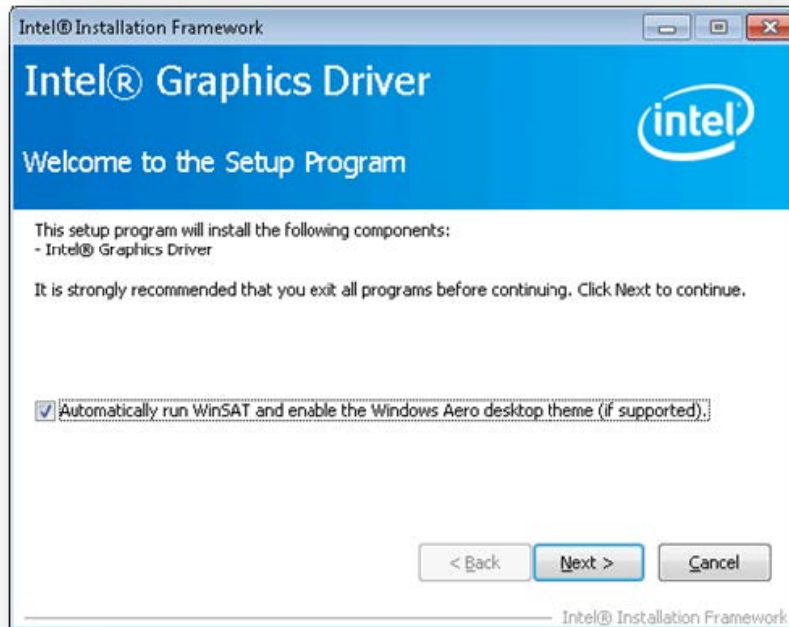 Intel® Installation Framework
Intel® Graphics Driver
intel
Welcome to the Setup Program
This setup program will install the following components:
- Intel® Graphics Driver
It is strongly recommended that you exit all programs before continuing. Click Next to continue.
Automatically run WinSAT and enable the Windows Aero desktop theme (if supported).
< Back
Next >
Cancel
Intel® Installation Framework